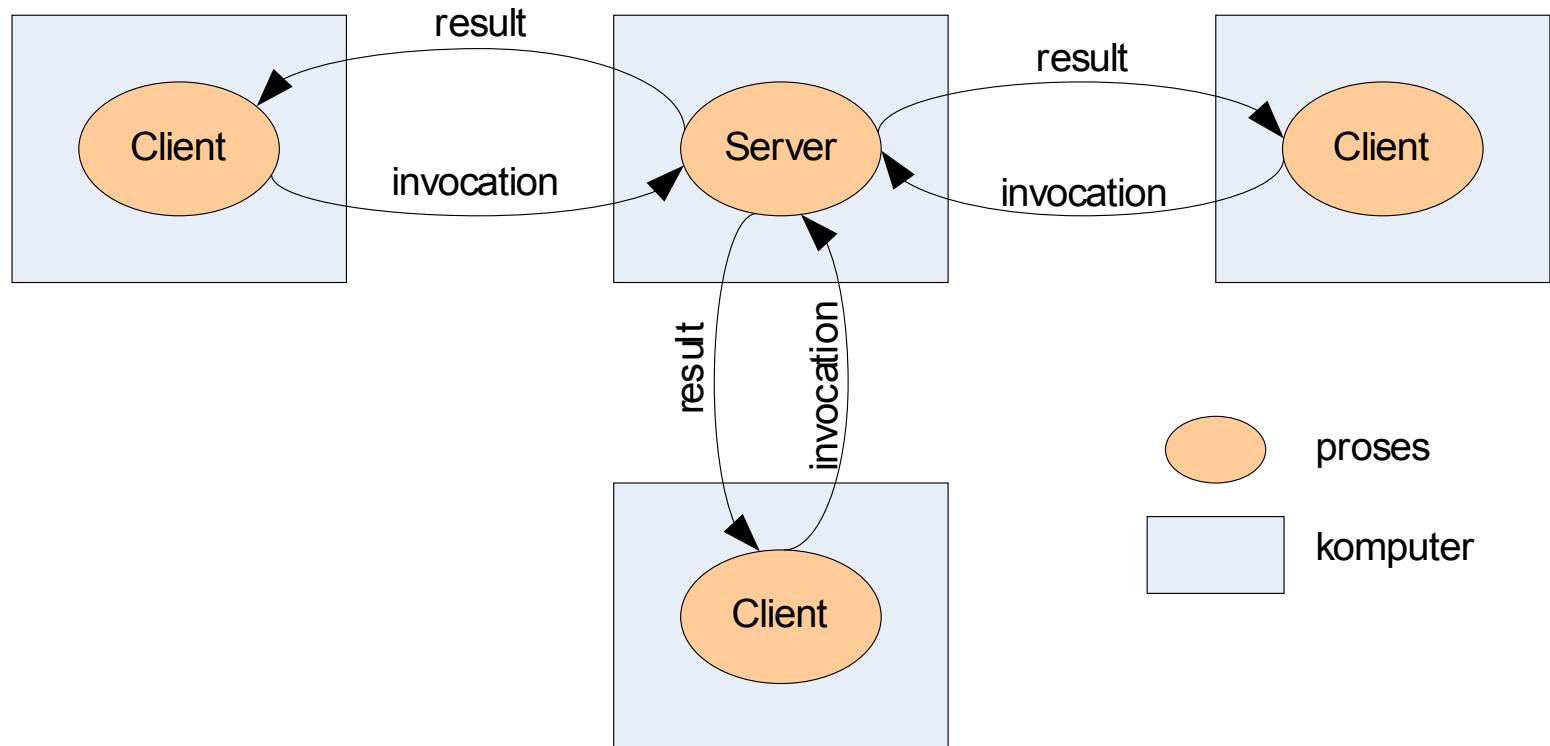 result
result
Client
Server
Client
invocation
invocation
result
invocation
proses
komputer
Client